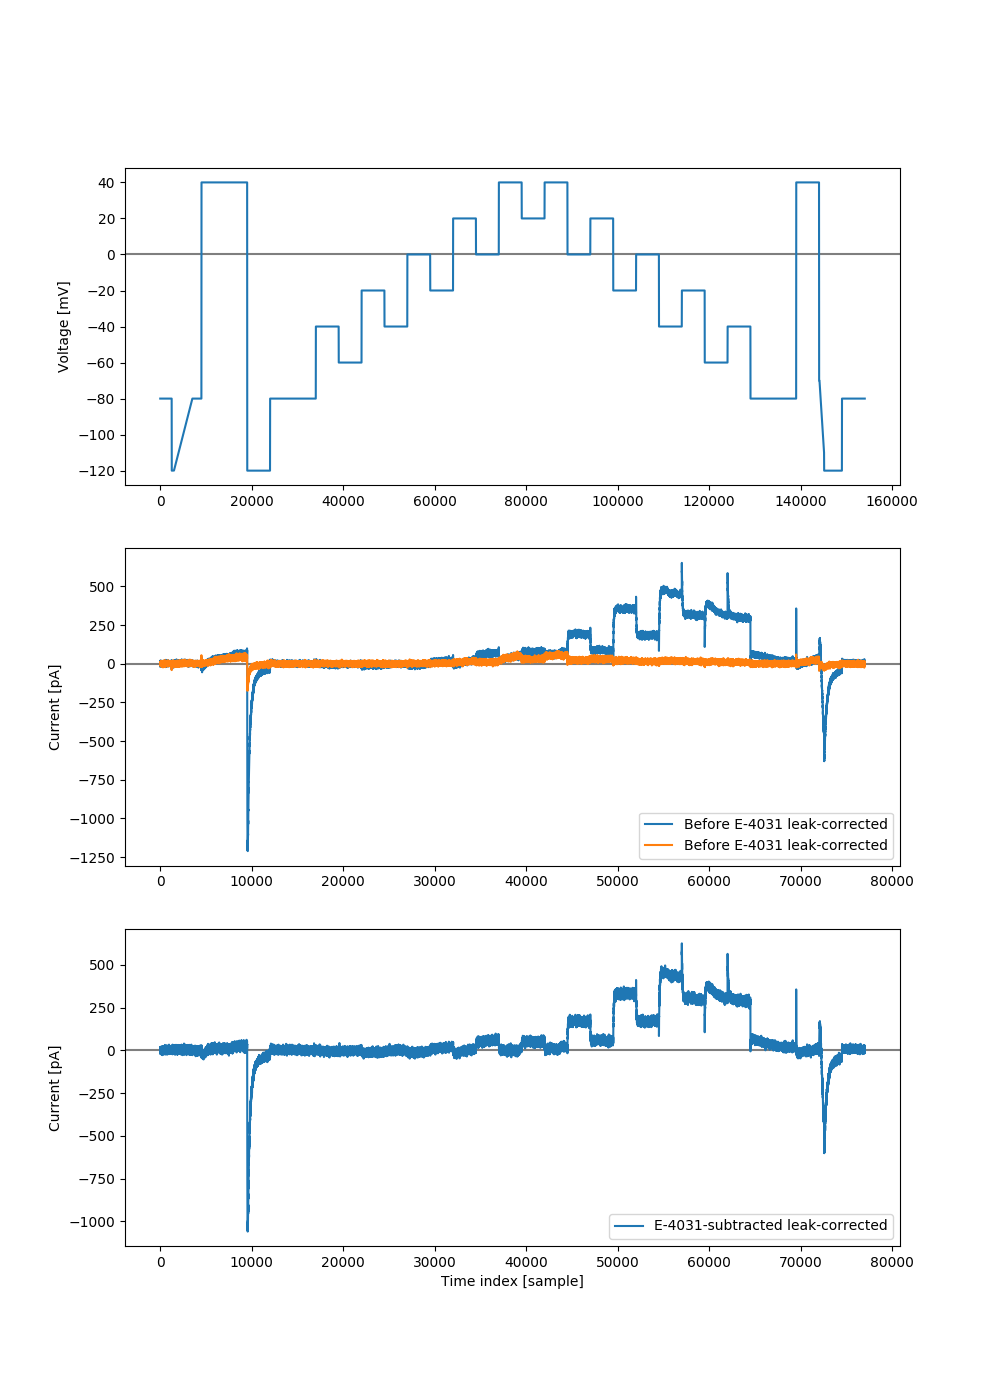 40
20
0
−20
−40
−60
−80
−100
−120
Voltage [mV]
0 20000 40000 60000 80000 100000 120000 140000 160000
500
250
0
−250
−500
−750
−1000
−1250
Current [pA]
Before E-4031 leak-corrected
Before E-4031 leak-corrected
0 10000 20000 30000 40000 50000 60000 70000 80000
500
250
0
−250
−500
−750
−1000
Current [pA]
E-4031-subtracted leak-corrected
0 10000 20000 30000 40000 50000 60000 70000 80000
Time index [sample]